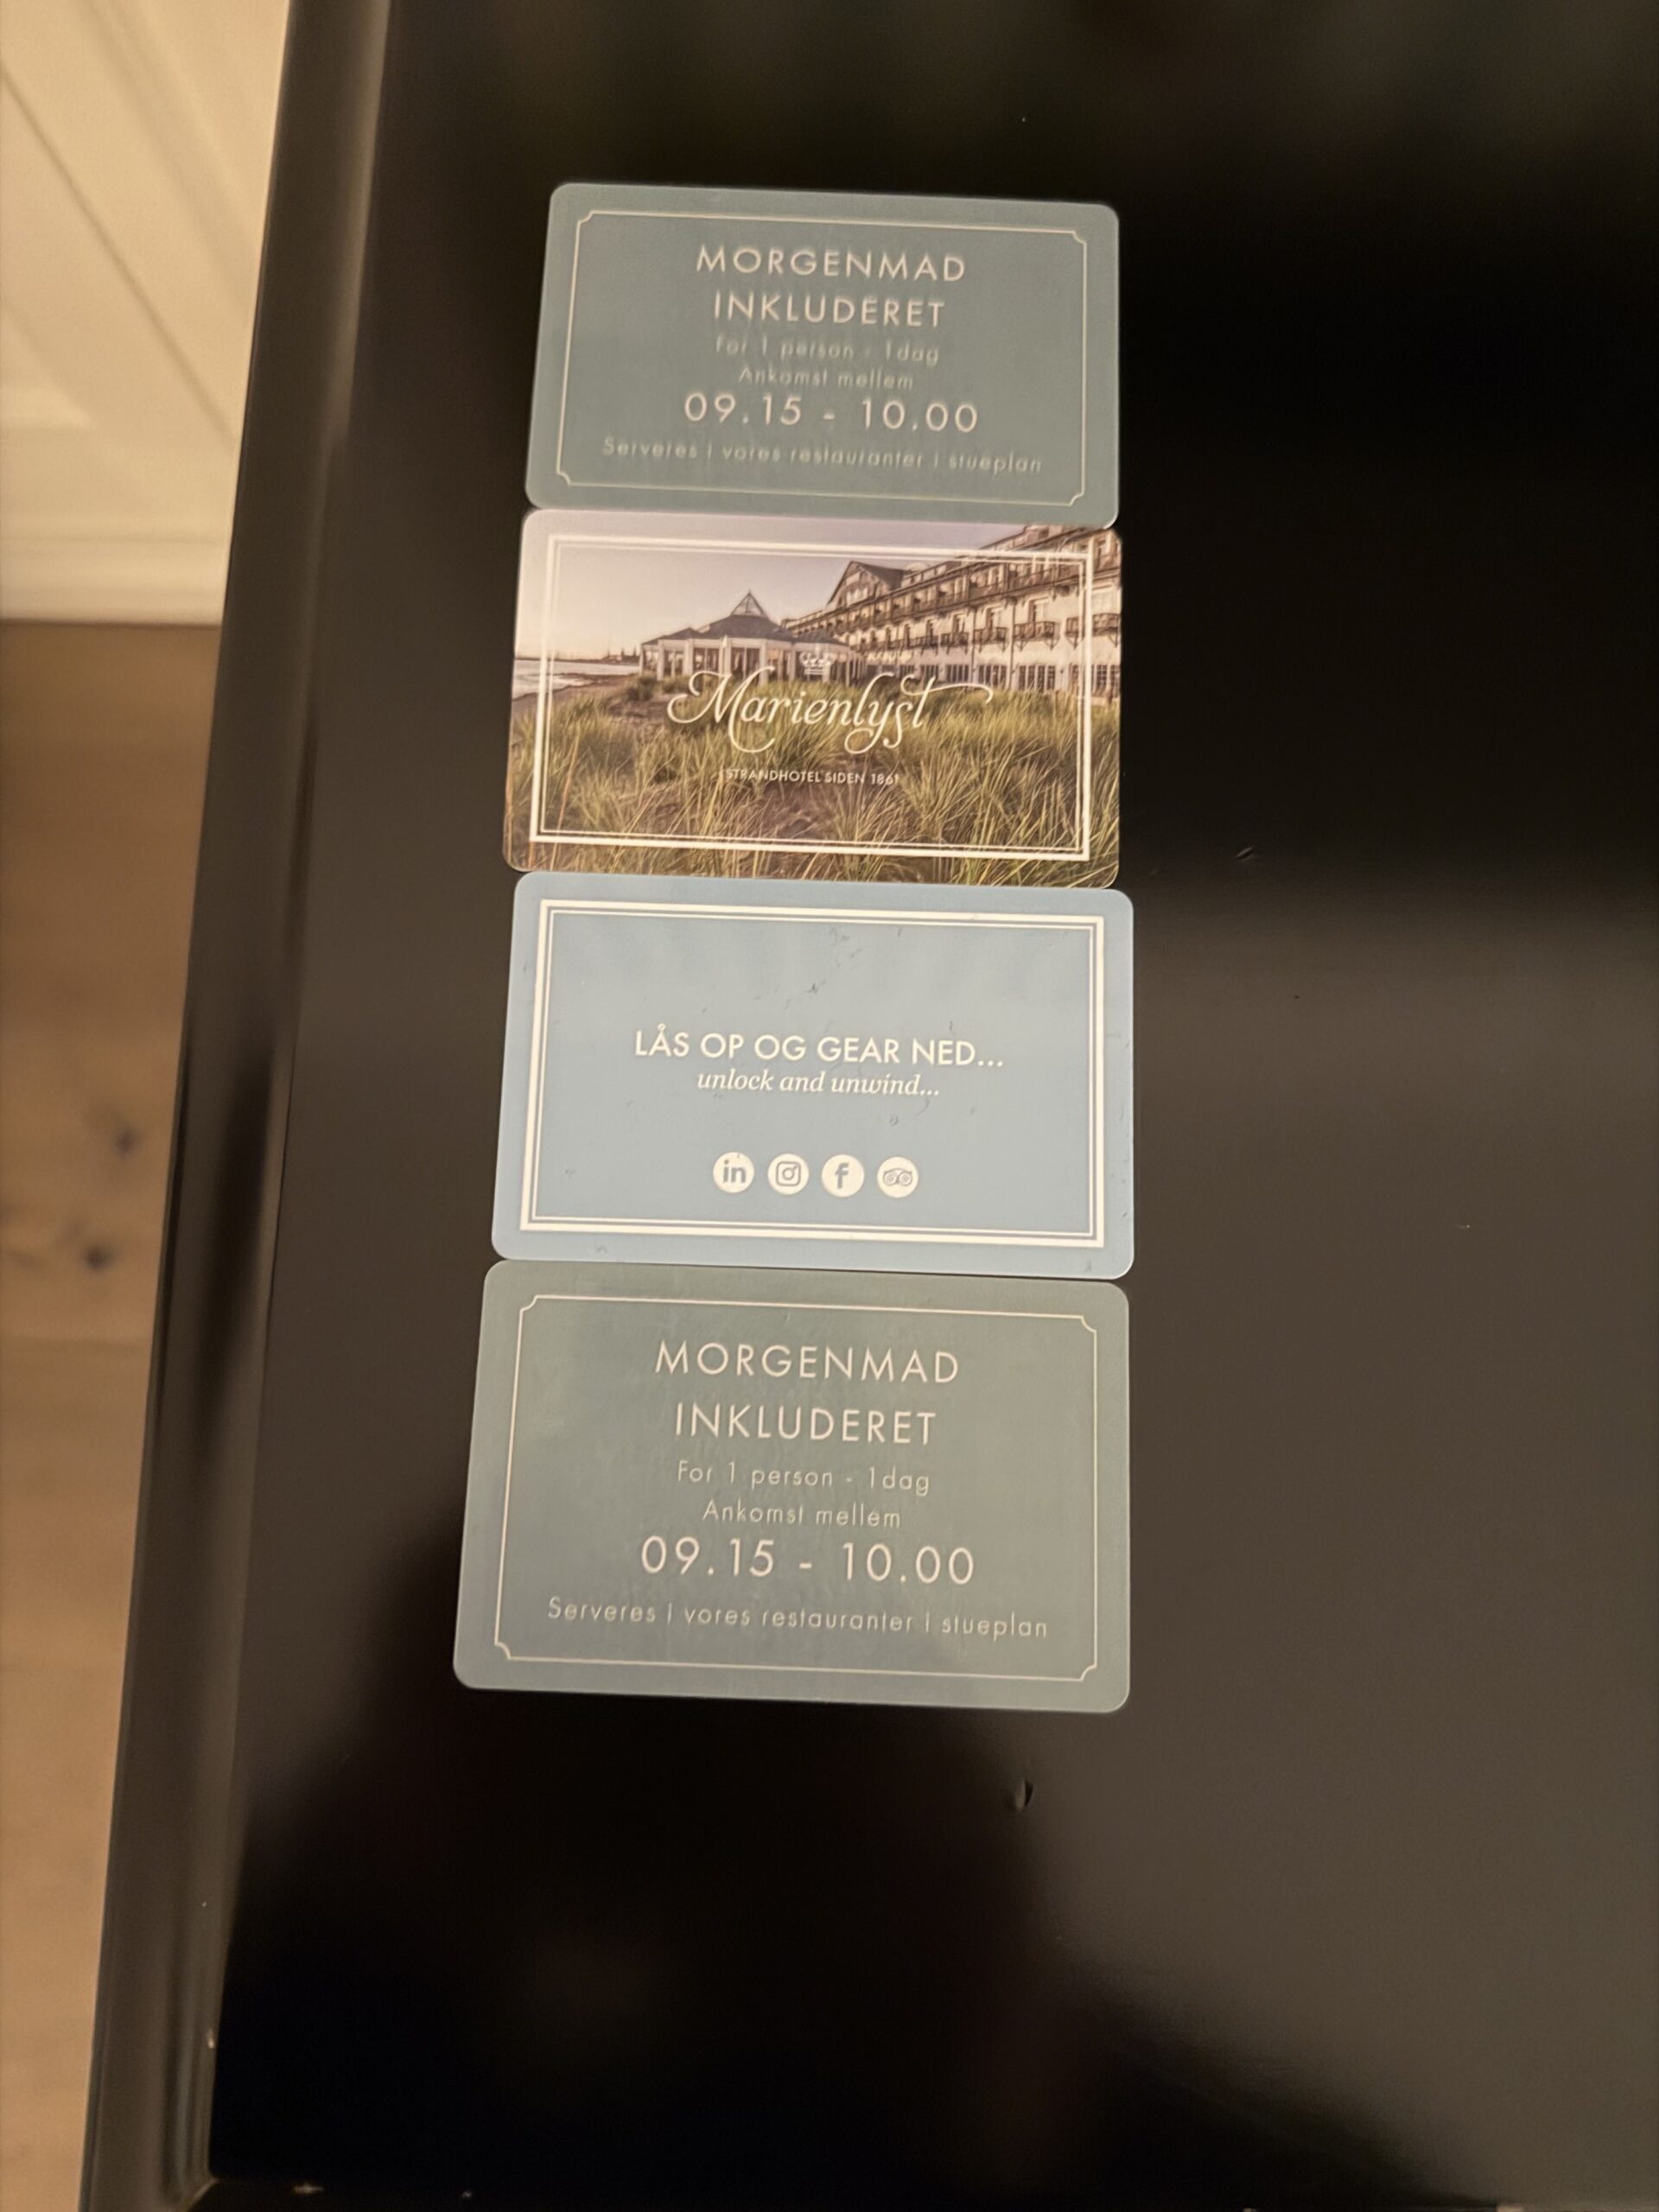 MORGENMAD
INKLUDERET
For 1 person - 1dag
Ankomst mellem
09.15 - 10.00
Serveres i vores restauranter i stueplan
Marienlyst
STRANDHOTEL SIDEN 1861
LÅS OP OG GEAR NED...
unlock and unwind...
in f
MORGENMAD
INKLUDERET
For 1 person - 1dag
Ankomst mellem
09.15 - 10.00
Serveres i vores restauranter i stueplan